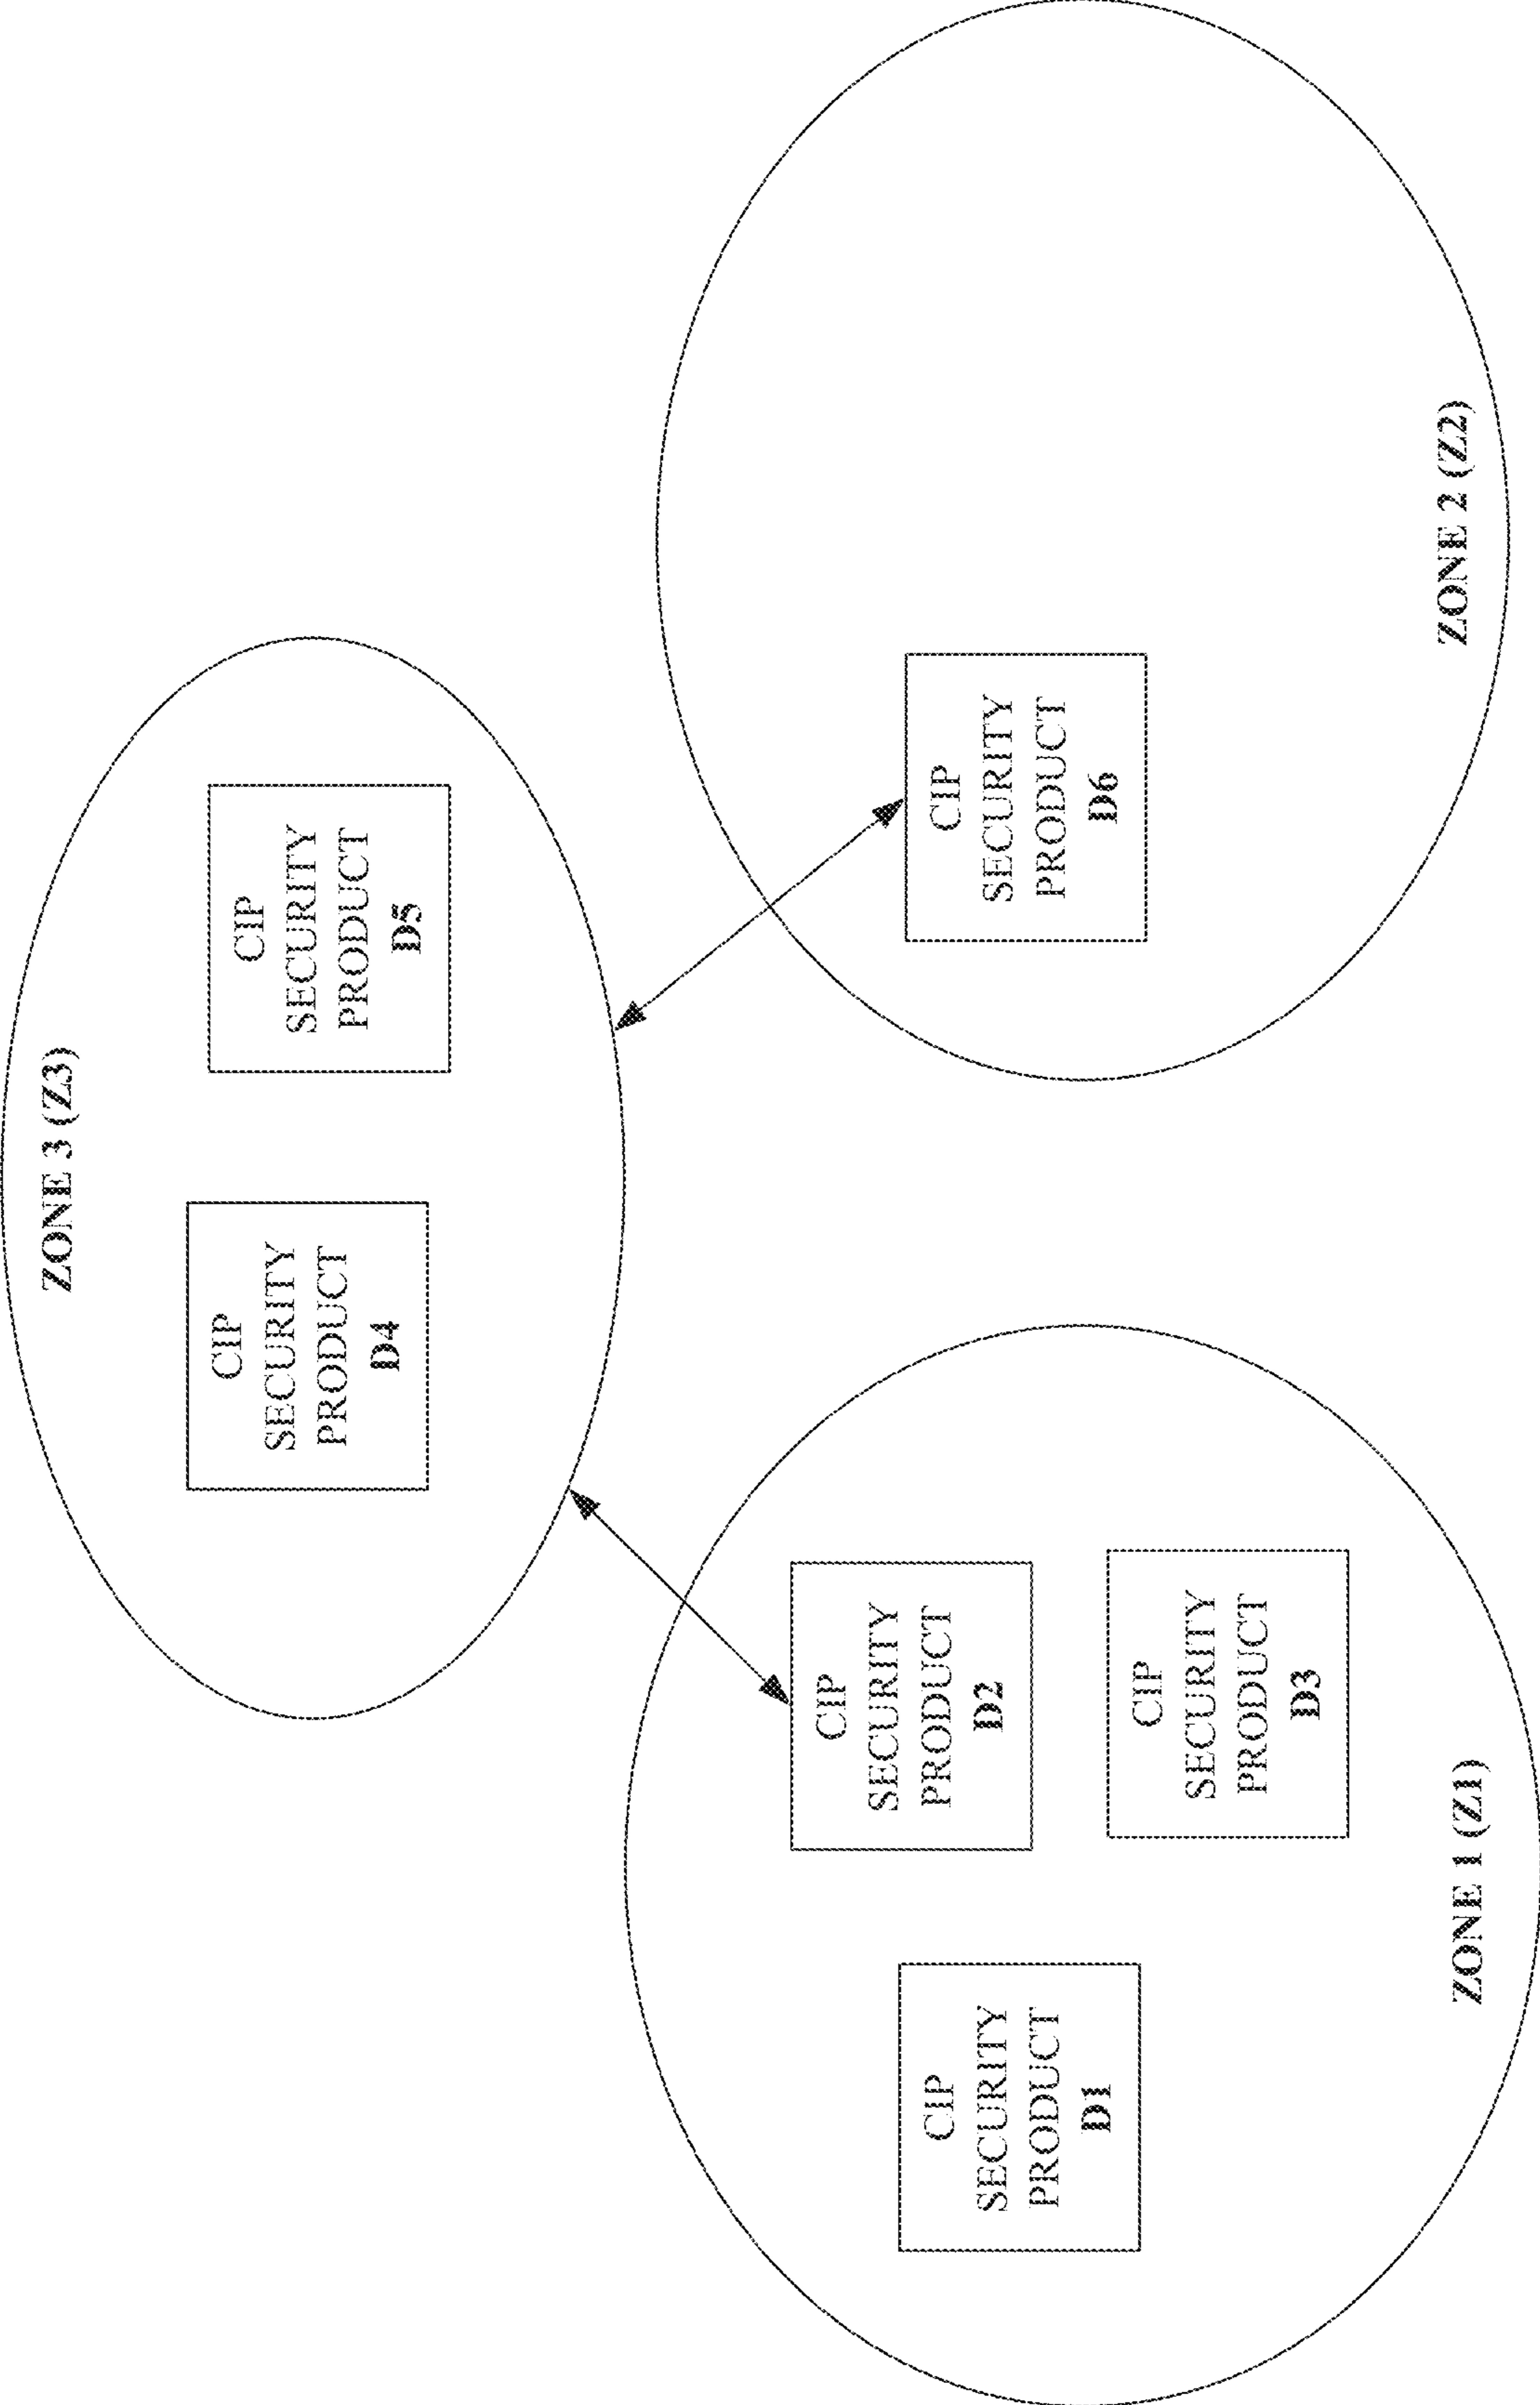 ZONE 3 (Z3)
CIP
SECURITY
PRODUCT
D4
CIP
SECURITY
PRODUCT
D5
CIP
SECURITY
PRODUCT
D1
CIP
SECURITY
PRODUCT
D2
CIP
SECURITY
PRODUCT
D3
ZONE 1 (Z1)
CIP
SECURITY
PRODUCT
D6
ZONE 2 (Z2)